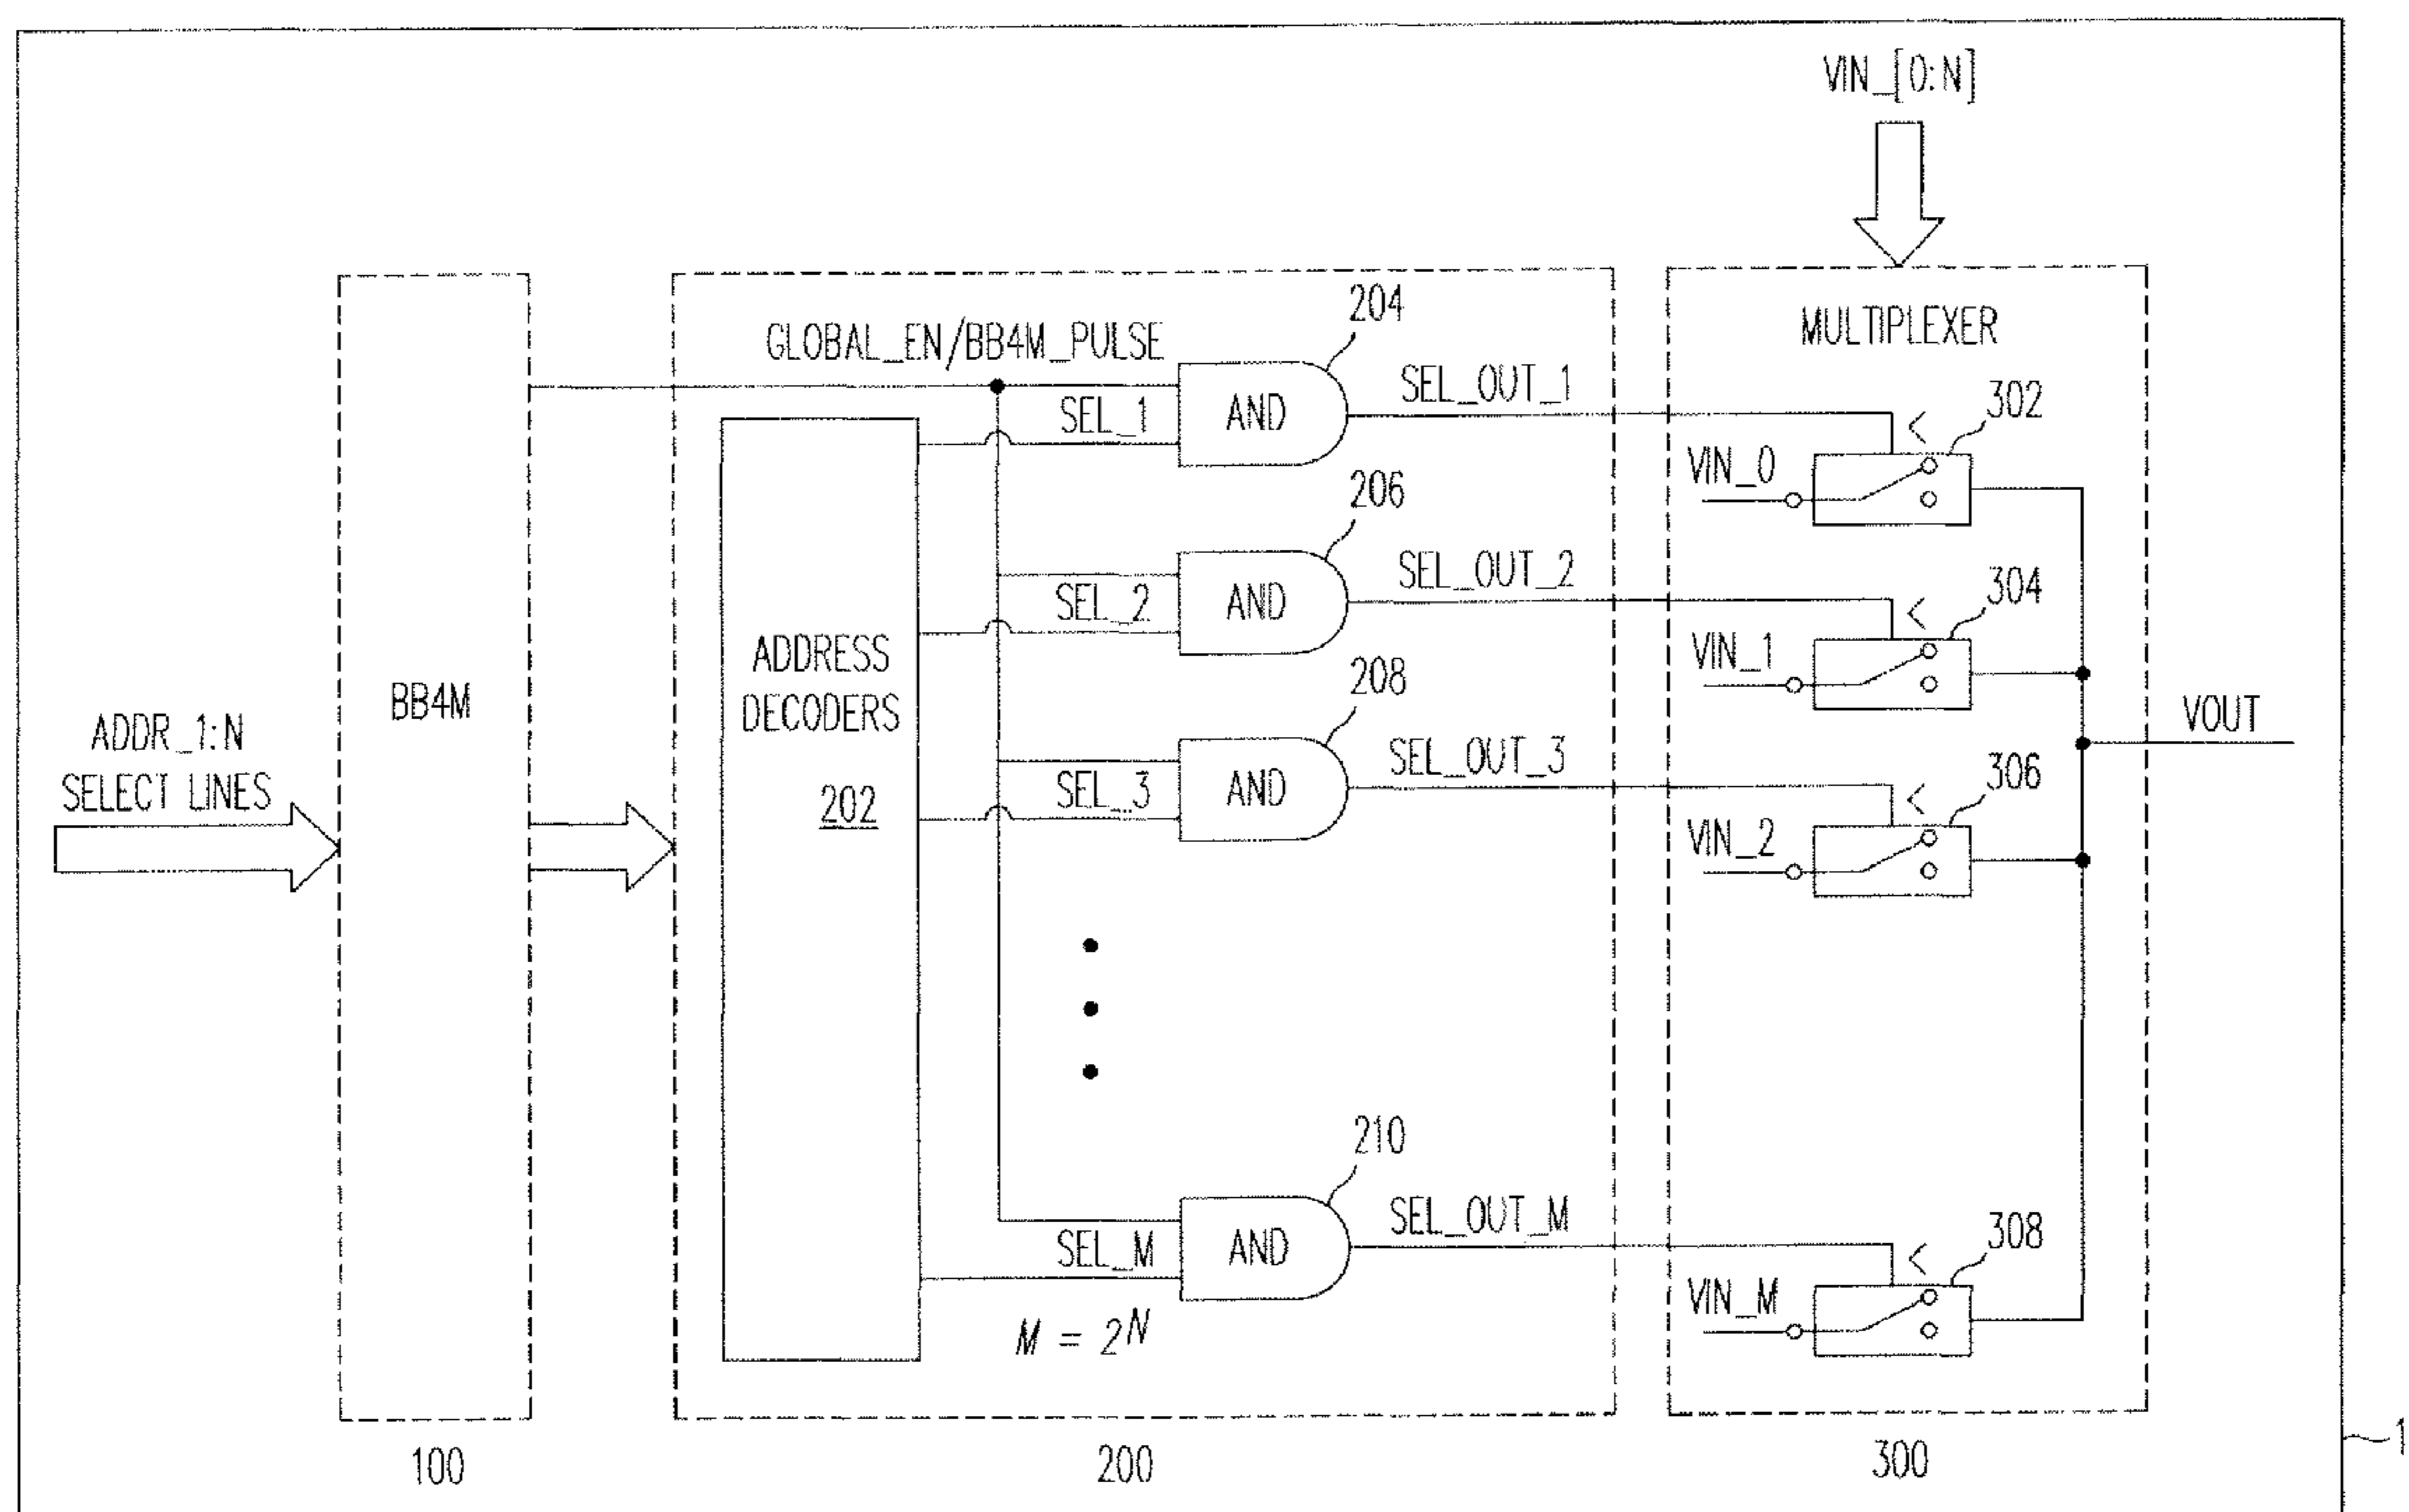 VIN_[0:N]
GLOBAL_EN/BB4M_PULSE
204
MULTIPLEXER
SEL_1
AND
SEL_OUT_1
302
VIN_0
206
SEL_2
AND
SEL_OUT_2
304
VIN_1
ADDRESS
DECODERS
202
BB4M
ADDR_1:N
SELECT LINES
208
SEL_3
AND
SEL_OUT_3
306
VIN_2
VOUT
210
SEL_M
AND
SEL_OUT_M
308
VIN_M
M = 2^N
100
200
300
1